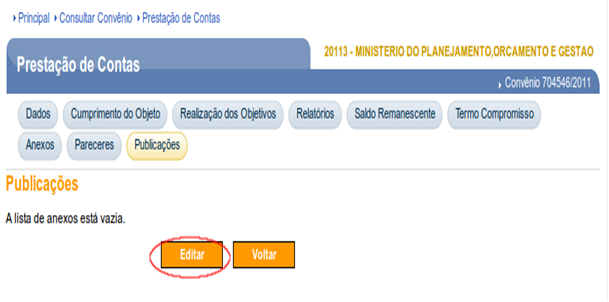 Principal Consultar Convênio Prestação de Contas
20113 - MINISTERIO DO PLANEJAMENTO,ORCAMENTO E GESTAO
Prestação de Contas
Convênio 704546/2011
Dados Cumprimento do Objeto Realização dos Objetivos Relatórios Saldo Remanescente Termo Compromisso
Anexos Pareceres Publicações
Publicações
A lista de anexos está vazia.
Editar Voltar